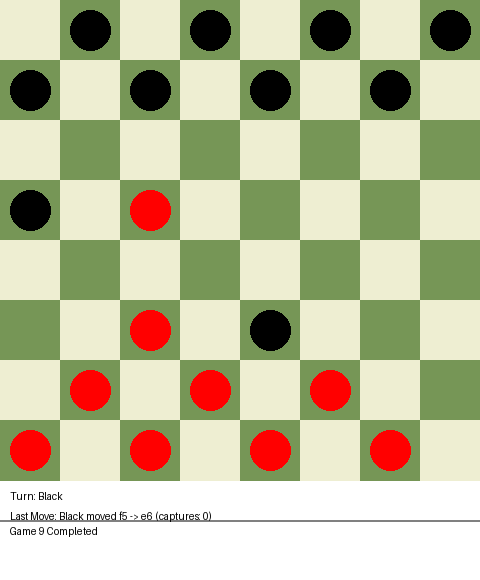 Turn: Black
Last Move: Black moved f5 -> e6 (captures: 0)
Game 9 Completed